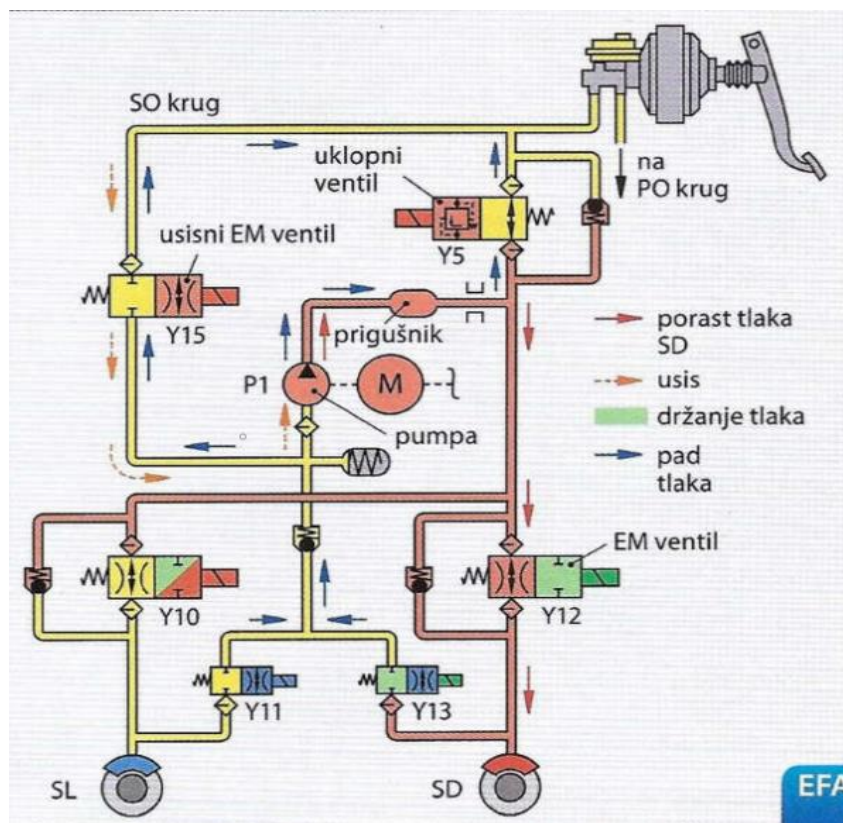 SO krug
uklopni
ventil
na
PO krug
usisni EM ventil
Y5
Y15
prigušnik
porast tlaka
SD
P1
M
usis
pumpa
držanje tlaka
pad
tlaka
EM ventil
Y10
Y12
Y11
Y13
SL
SD
EFA